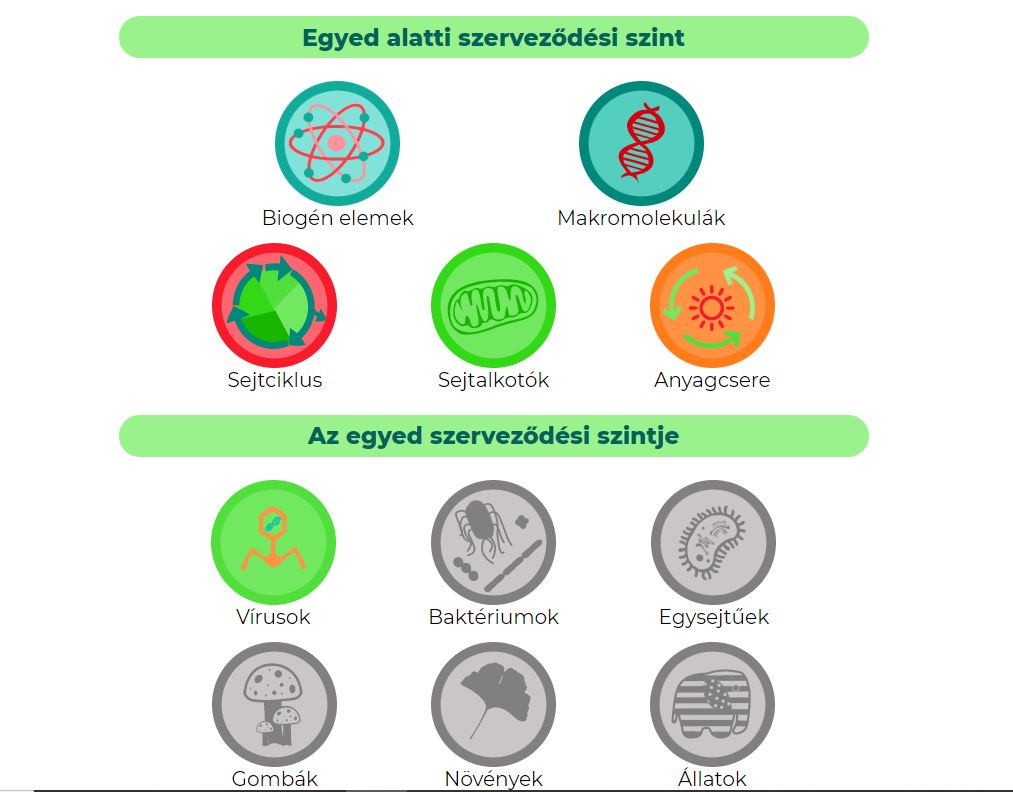 Egyed alatti szerveződési szint
Biogén elemek
Makromolekulák
Sejtciklus
Sejtalkotók
Anyagcsere
Az egyed szerveződési szintje
Vírusok
Baktériumok
Egysejtűek
Gombák
Növények
Állatok